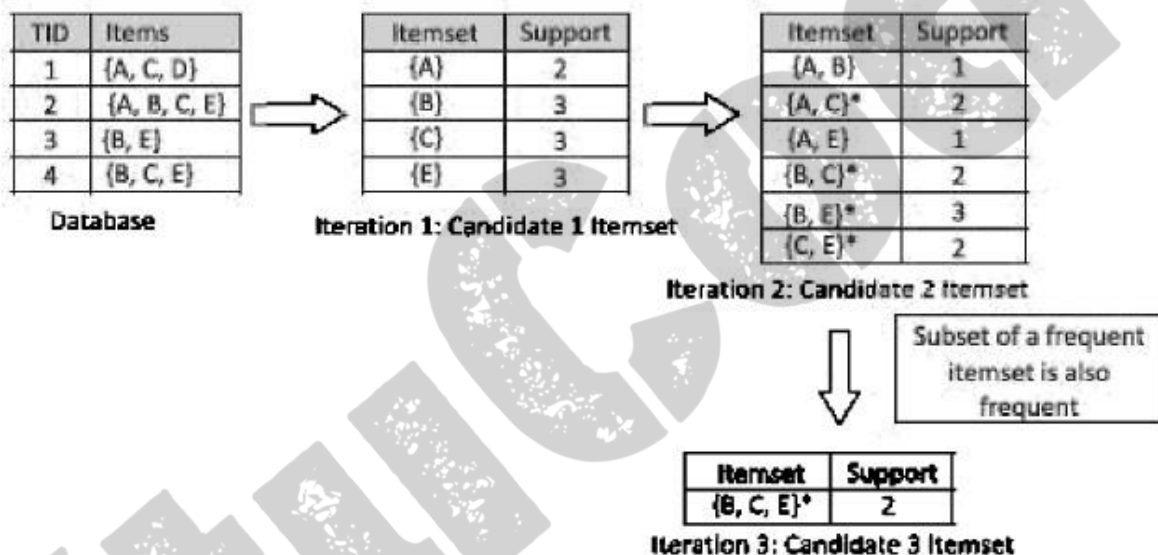 TID Items
1 {A, C, D}
2 {A, B, C, E}
3 {B, E}
4 {B, C, E}
Database
Itemset Support
{A} 2
{B} 3
{C} 3
{E} 3
Iteration 1: Candidate 1 Itemset
Itemset Support
{A, B} 1
{A, C}* 2
{A, E} 1
{B, C}* 2
{B, E}* 3
{C, E}* 2
Iteration 2: Candidate 2 Itemset
Subset of a frequent
itemset is also
frequent
Itemset Support
{B, C, E}* 2
Iteration 3: Candidate 3 Itemset